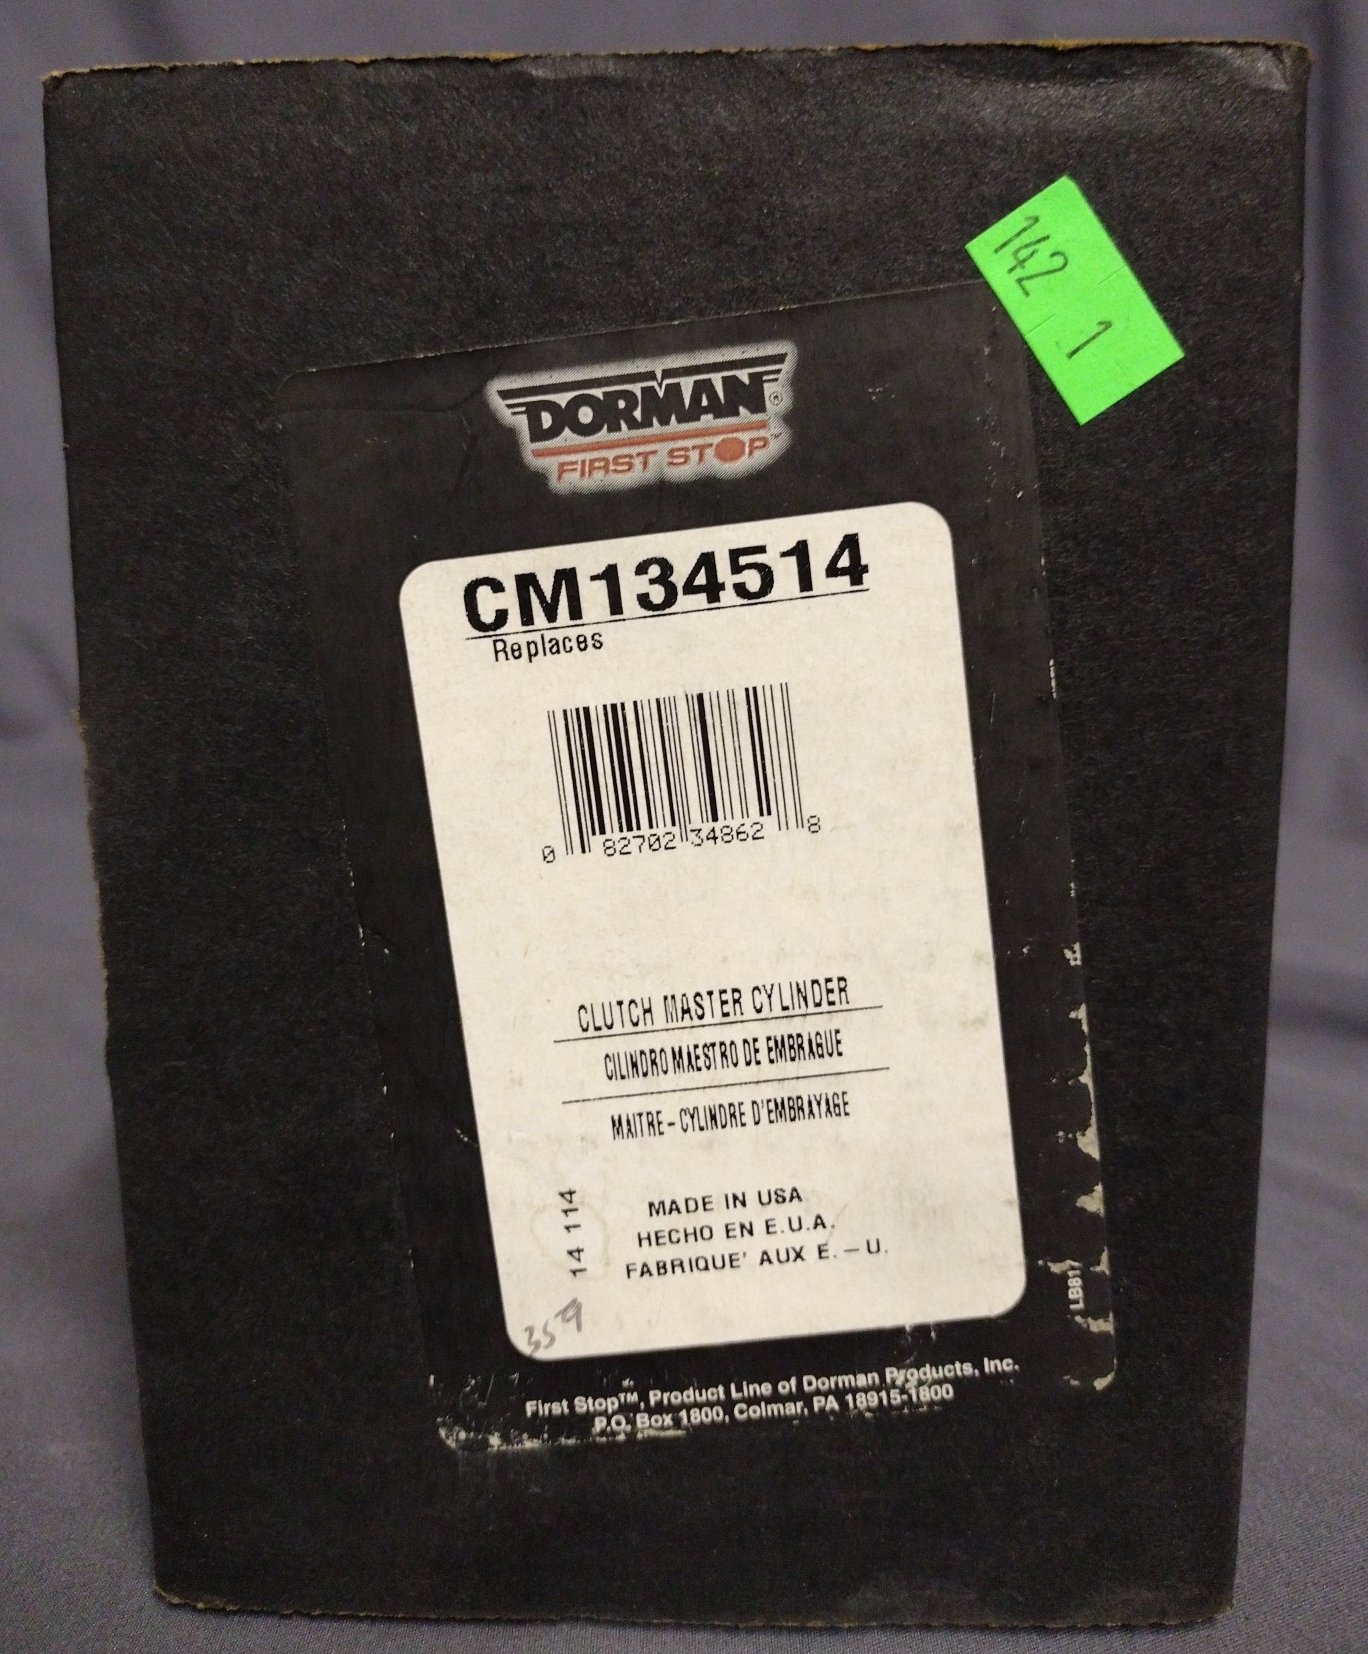 142
1
DORMAN®
FIRST STOP™
CM134514
Replaces
0 82702 34862 8
CLUTCH MASTER CYLINDER
CILINDRO MAESTRO DE EMBRAGUE
MAITRE-CYLINDRE D'EMBRAYAGE
14 114
MADE IN USA
HECHO EN E.U.A.
FABRIQUE' AUX E.-U.
LB817
First Stop™, Product Line of Dorman Products, Inc.
P.O. Box 1800, Colmar, PA 18915-1800